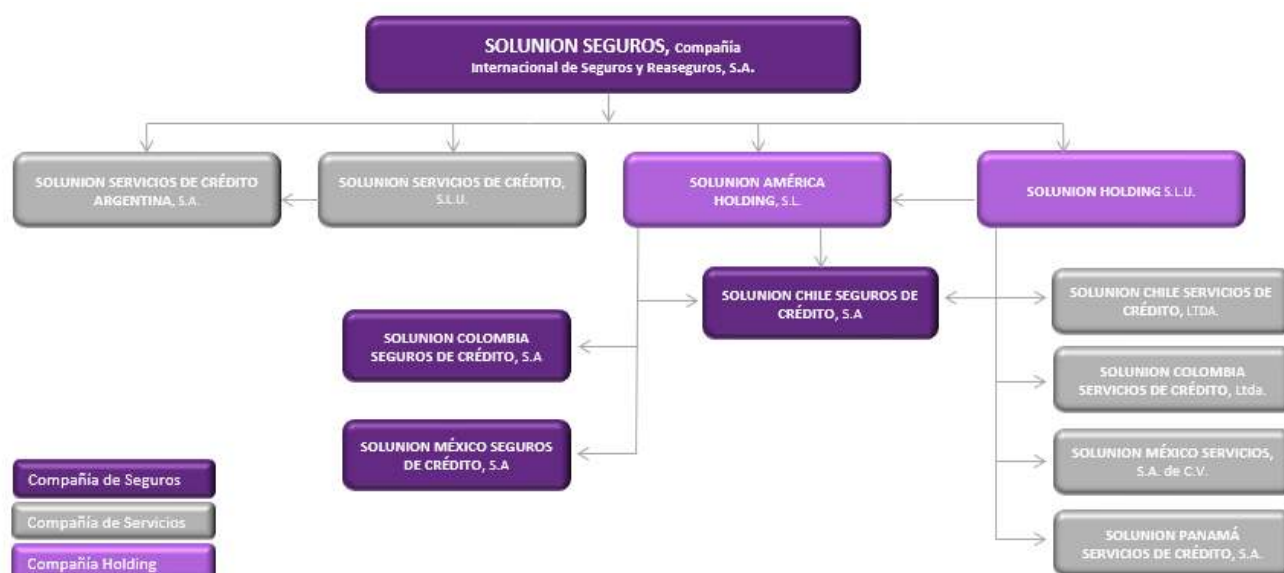 SOLUNION SEGUROS, Compañía
Internacional de Seguros y Reaseguros, S.A.
SOLUNION SERVICIOS DE CRÉDITO
ARGENTINA, S.A.
SOLUNION SERVICIOS DE CRÉDITO,
S.L.U.
SOLUNION AMÉRICA
HOLDING, S.L.
SOLUNION HOLDING S.L.U.
SOLUNION CHILE SEGUROS DE
CRÉDITO, S.A
SOLUNION CHILE SERVICIOS DE
CRÉDITO, LTDA.
SOLUNION COLOMBIA
SEGUROS DE CRÉDITO, S.A
SOLUNION COLOMBIA
SERVICIOS DE CRÉDITO, Ltda.
SOLUNION MÉXICO SEGUROS
DE CRÉDITO, S.A
SOLUNION MÉXICO SERVICIOS,
S.A. de C.V.
SOLUNION PANAMÁ
SERVICIOS DE CRÉDITO, S.A.
Compañía de Seguros
Compañía de Servicios
Compañía Holding